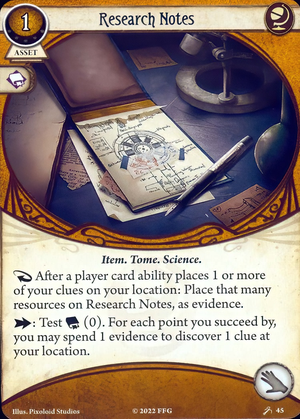 Research Notes
1
ASSET
Item. Tome. Science.
After a player card ability places 1 or more
of your clues on your location: Place that many
resources on Research Notes, as evidence.
: Test (0). For each point you succeed by,
you may spend 1 evidence to discover 1 clue at
your location.
Illus. Pixoloid Studios
© 2022 FFG
45